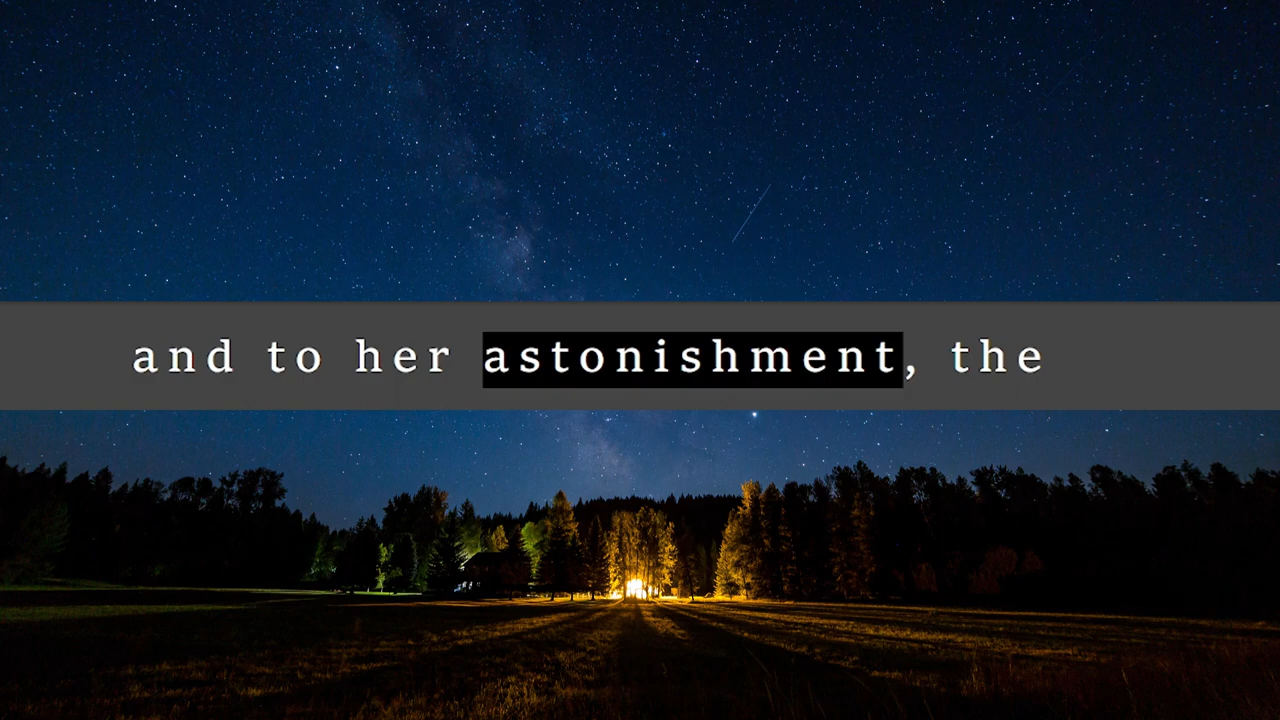 and to her astonishment, the